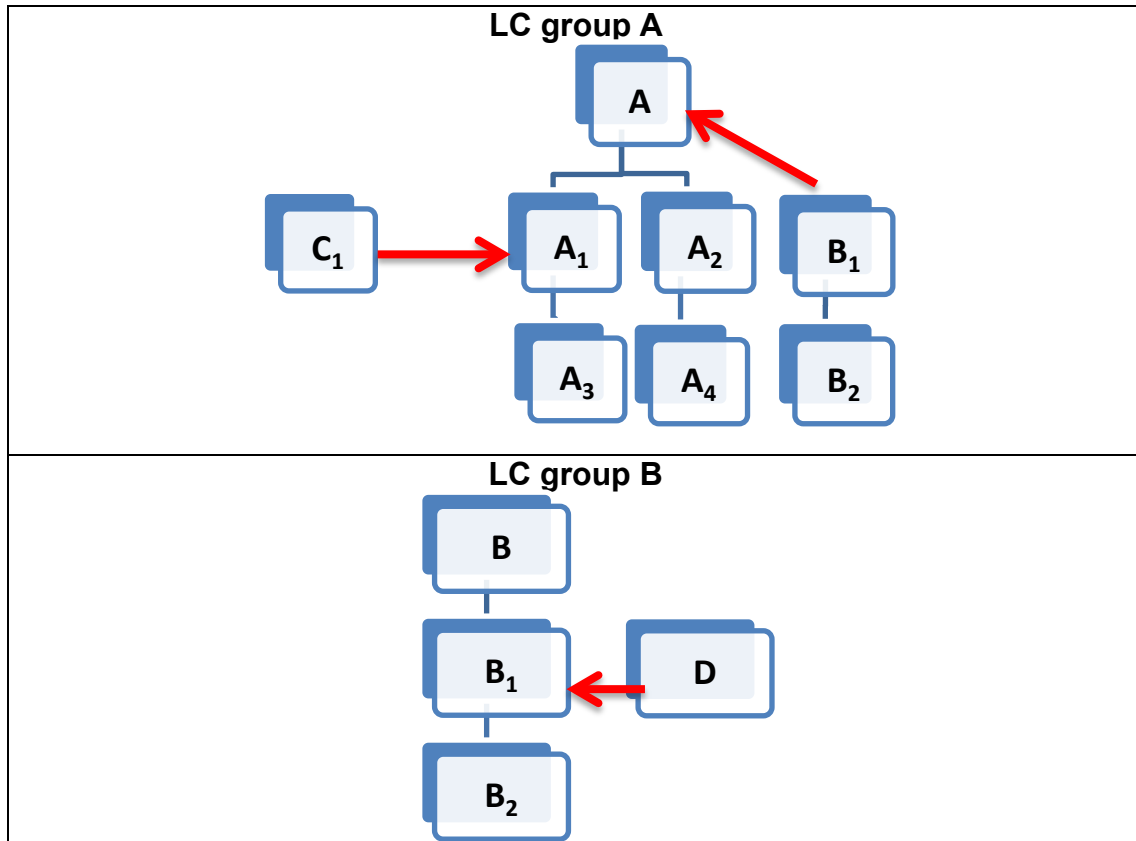 LC group A
A
C₁ A₁ A₂ B₁
A₃ A₄ B₂
LC group B
B
B₁ D
B₂